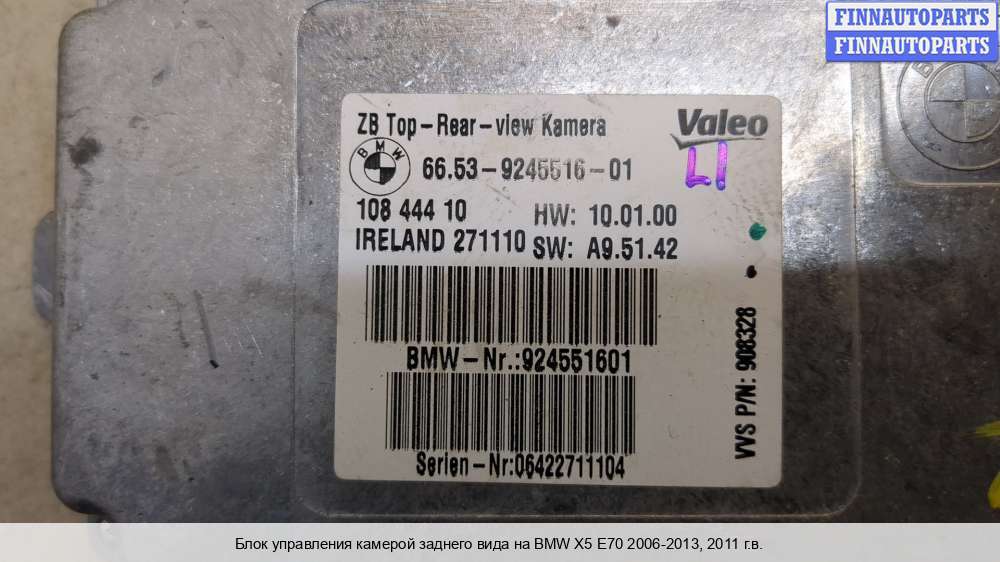 FINNAUTOPARTS
FINNAUTOPARTS
ZB Top-Rear-view Kamera
Valeo
BMW
66.53-9245516-01
L1
108 444 10
HW: 10.01.00
IRELAND 271110
SW: A9.51.42
BMW-Nr.:924551601
Serien-Nr:06422711104
VVS P/N: 908328
Блок управления камерой заднего вида на BMW X5 E70 2006-2013, 2011 г.в.